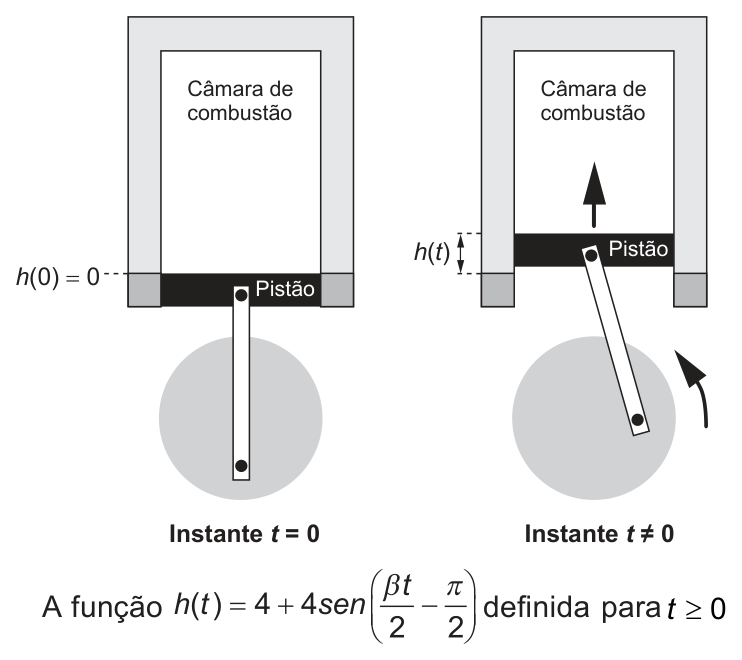 Câmara de
combustão
h(0) = 0
Pistão
Instante t = 0
Câmara de
combustão
h(t)
Pistão
Instante t ≠ 0
A função h(t) = 4 + 4sen(βt/2 − π/2) definida para t ≥ 0